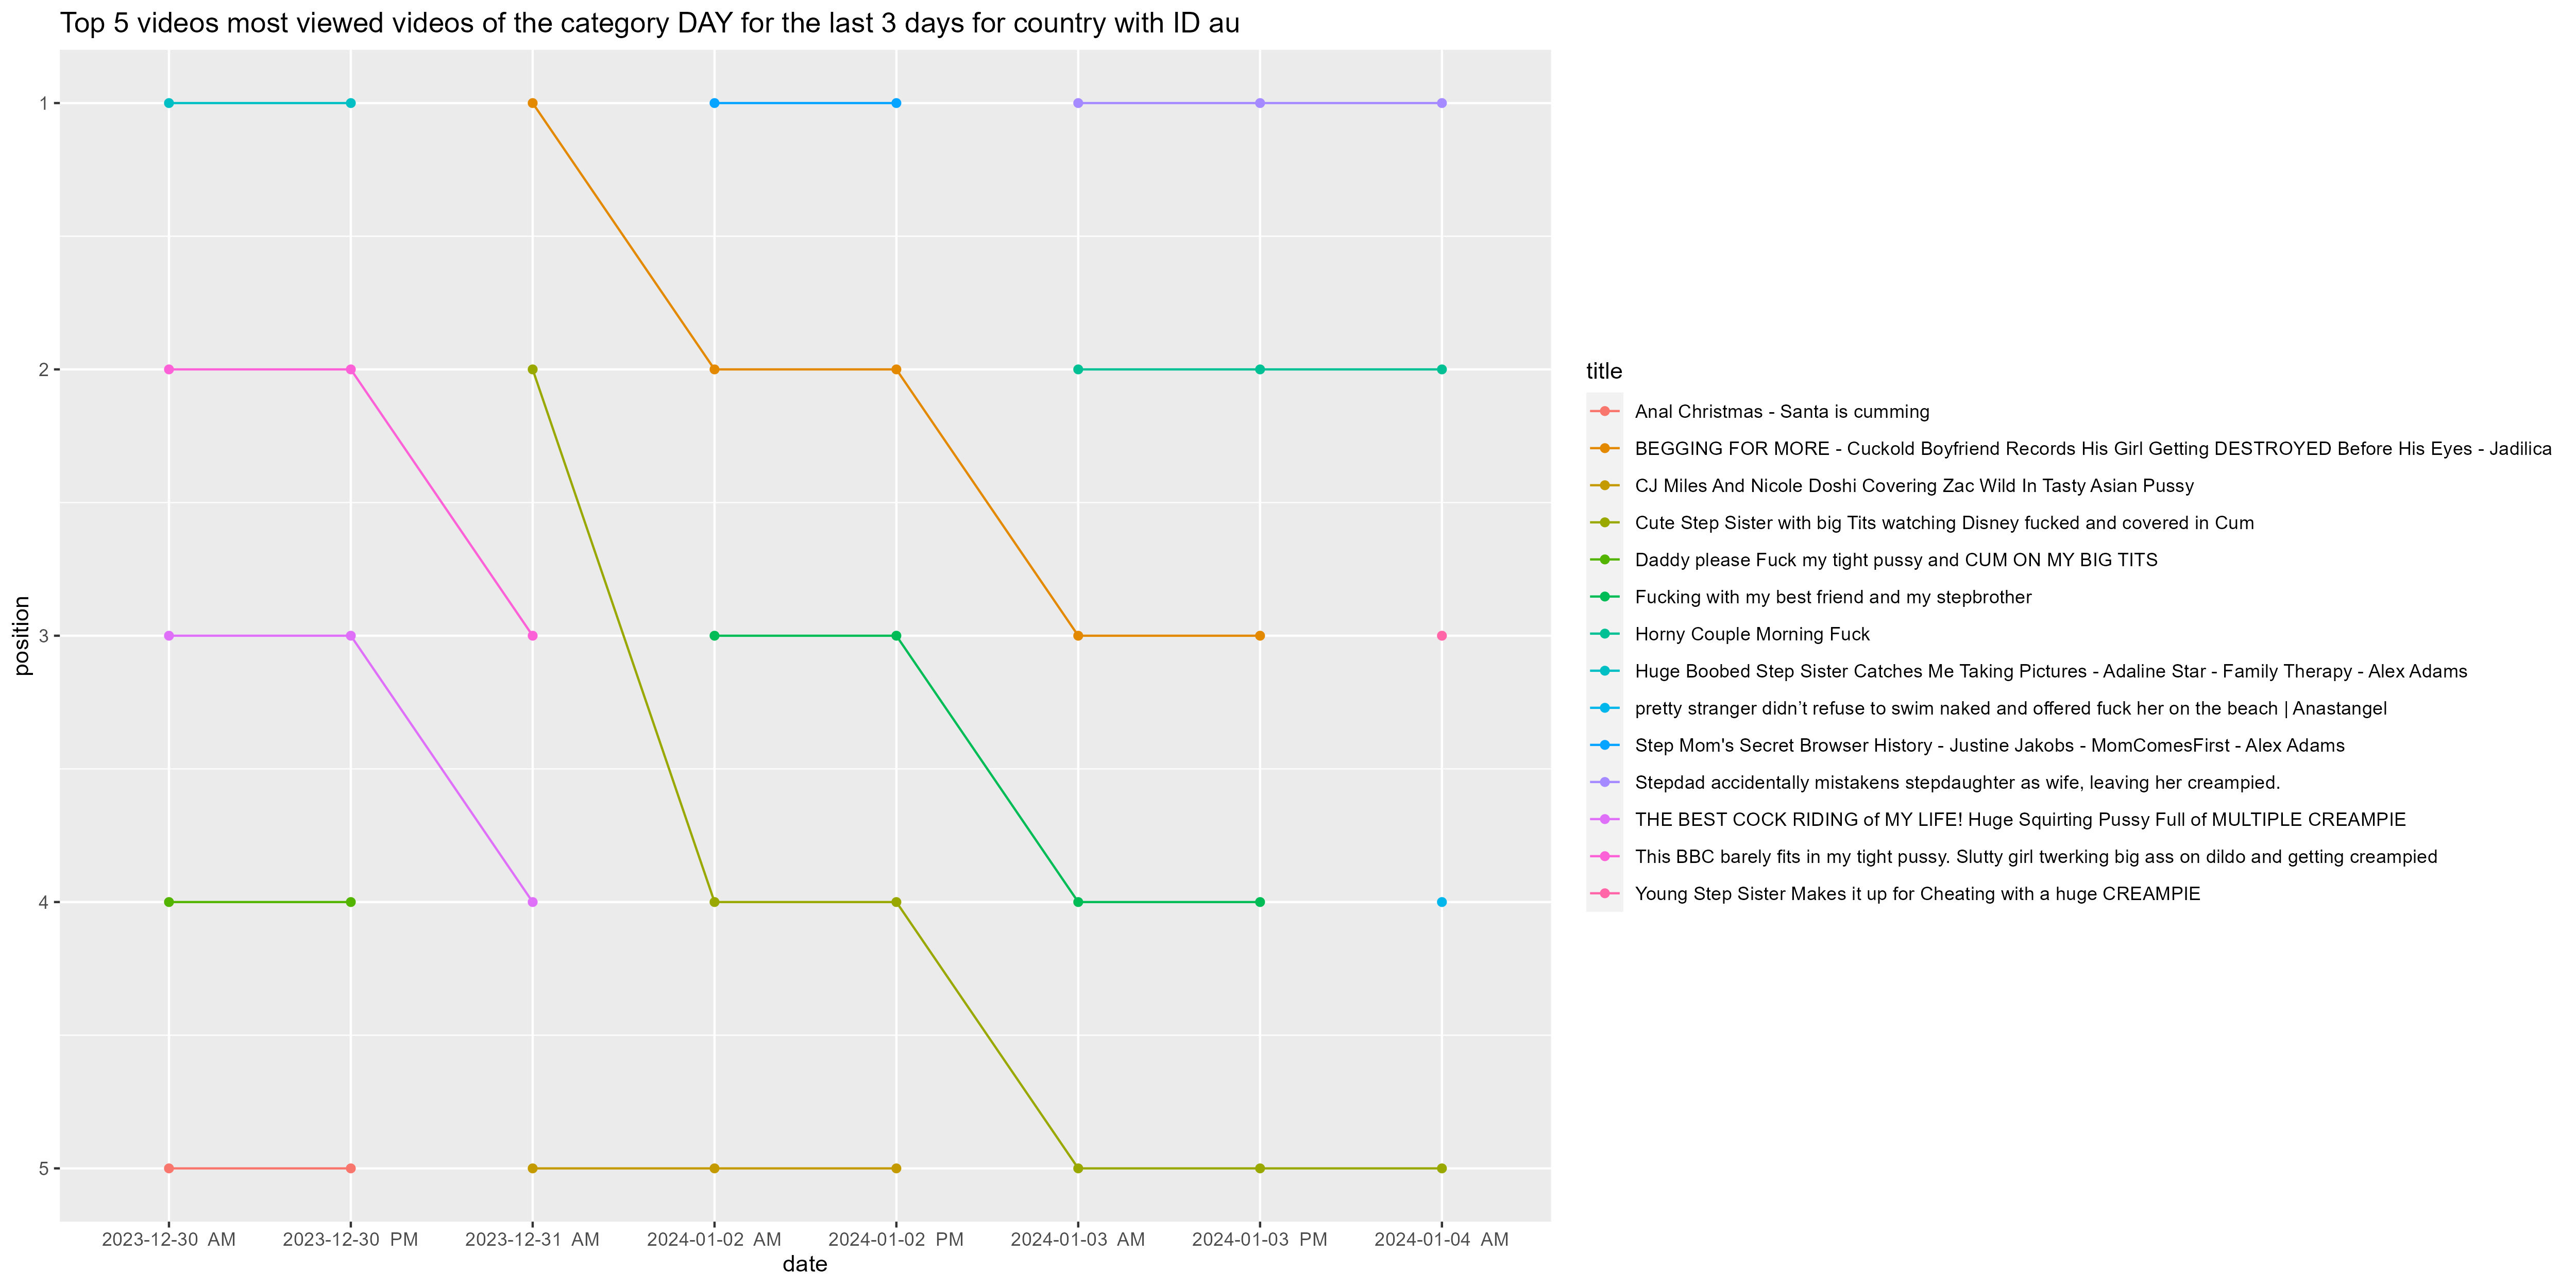 Top 5 videos most viewed videos of the category DAY for the last 3 days for country with ID au
position
1
2
3
4
5
2023-12-30  AM
2023-12-30  PM
2023-12-31  AM
2024-01-02  AM
2024-01-02  PM
2024-01-03  AM
2024-01-03  PM
2024-01-04  AM
date
title
Anal Christmas - Santa is cumming
BEGGING FOR MORE - Cuckold Boyfriend Records His Girl Getting DESTROYED Before His Eyes - Jadilica
CJ Miles And Nicole Doshi Covering Zac Wild In Tasty Asian Pussy
Cute Step Sister with big Tits watching Disney fucked and covered in Cum
Daddy please Fuck my tight pussy and CUM ON MY BIG TITS
Fucking with my best friend and my stepbrother
Horny Couple Morning Fuck
Huge Boobed Step Sister Catches Me Taking Pictures - Adaline Star - Family Therapy - Alex Adams
pretty stranger didn’t refuse to swim naked and offered fuck her on the beach | Anastangel
Step Mom's Secret Browser History - Justine Jakobs - MomComesFirst - Alex Adams
Stepdad accidentally mistakens stepdaughter as wife, leaving her creampied.
THE BEST COCK RIDING of MY LIFE! Huge Squirting Pussy Full of MULTIPLE CREAMPIE
This BBC barely fits in my tight pussy. Slutty girl twerking big ass on dildo and getting creampied
Young Step Sister Makes it up for Cheating with a huge CREAMPIE